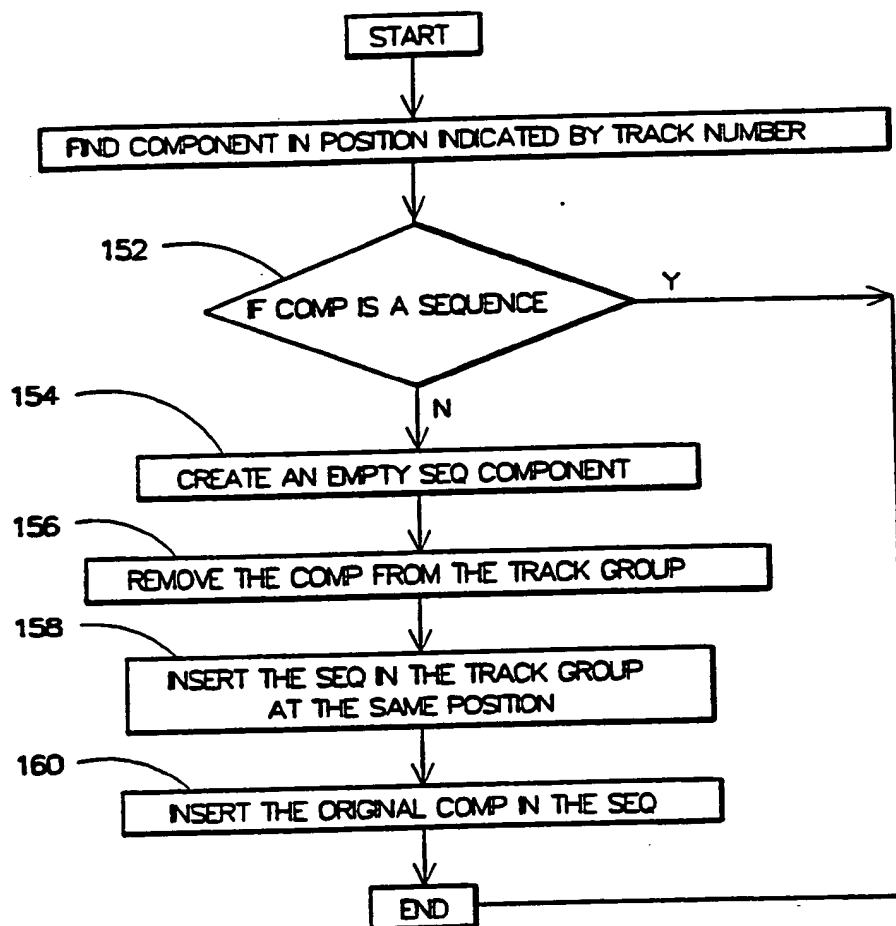 START
FIND COMPONENT IN POSITION INDICATED BY TRACK NUMBER
152
IF COMP IS A SEQUENCE
Y
154
N
CREATE AN EMPTY SEQ COMPONENT
156
REMOVE THE COMP FROM THE TRACK GROUP
158
INSERT THE SEQ IN THE TRACK GROUP
AT THE SAME POSITION
160
INSERT THE ORIGINAL COMP IN THE SEQ
END